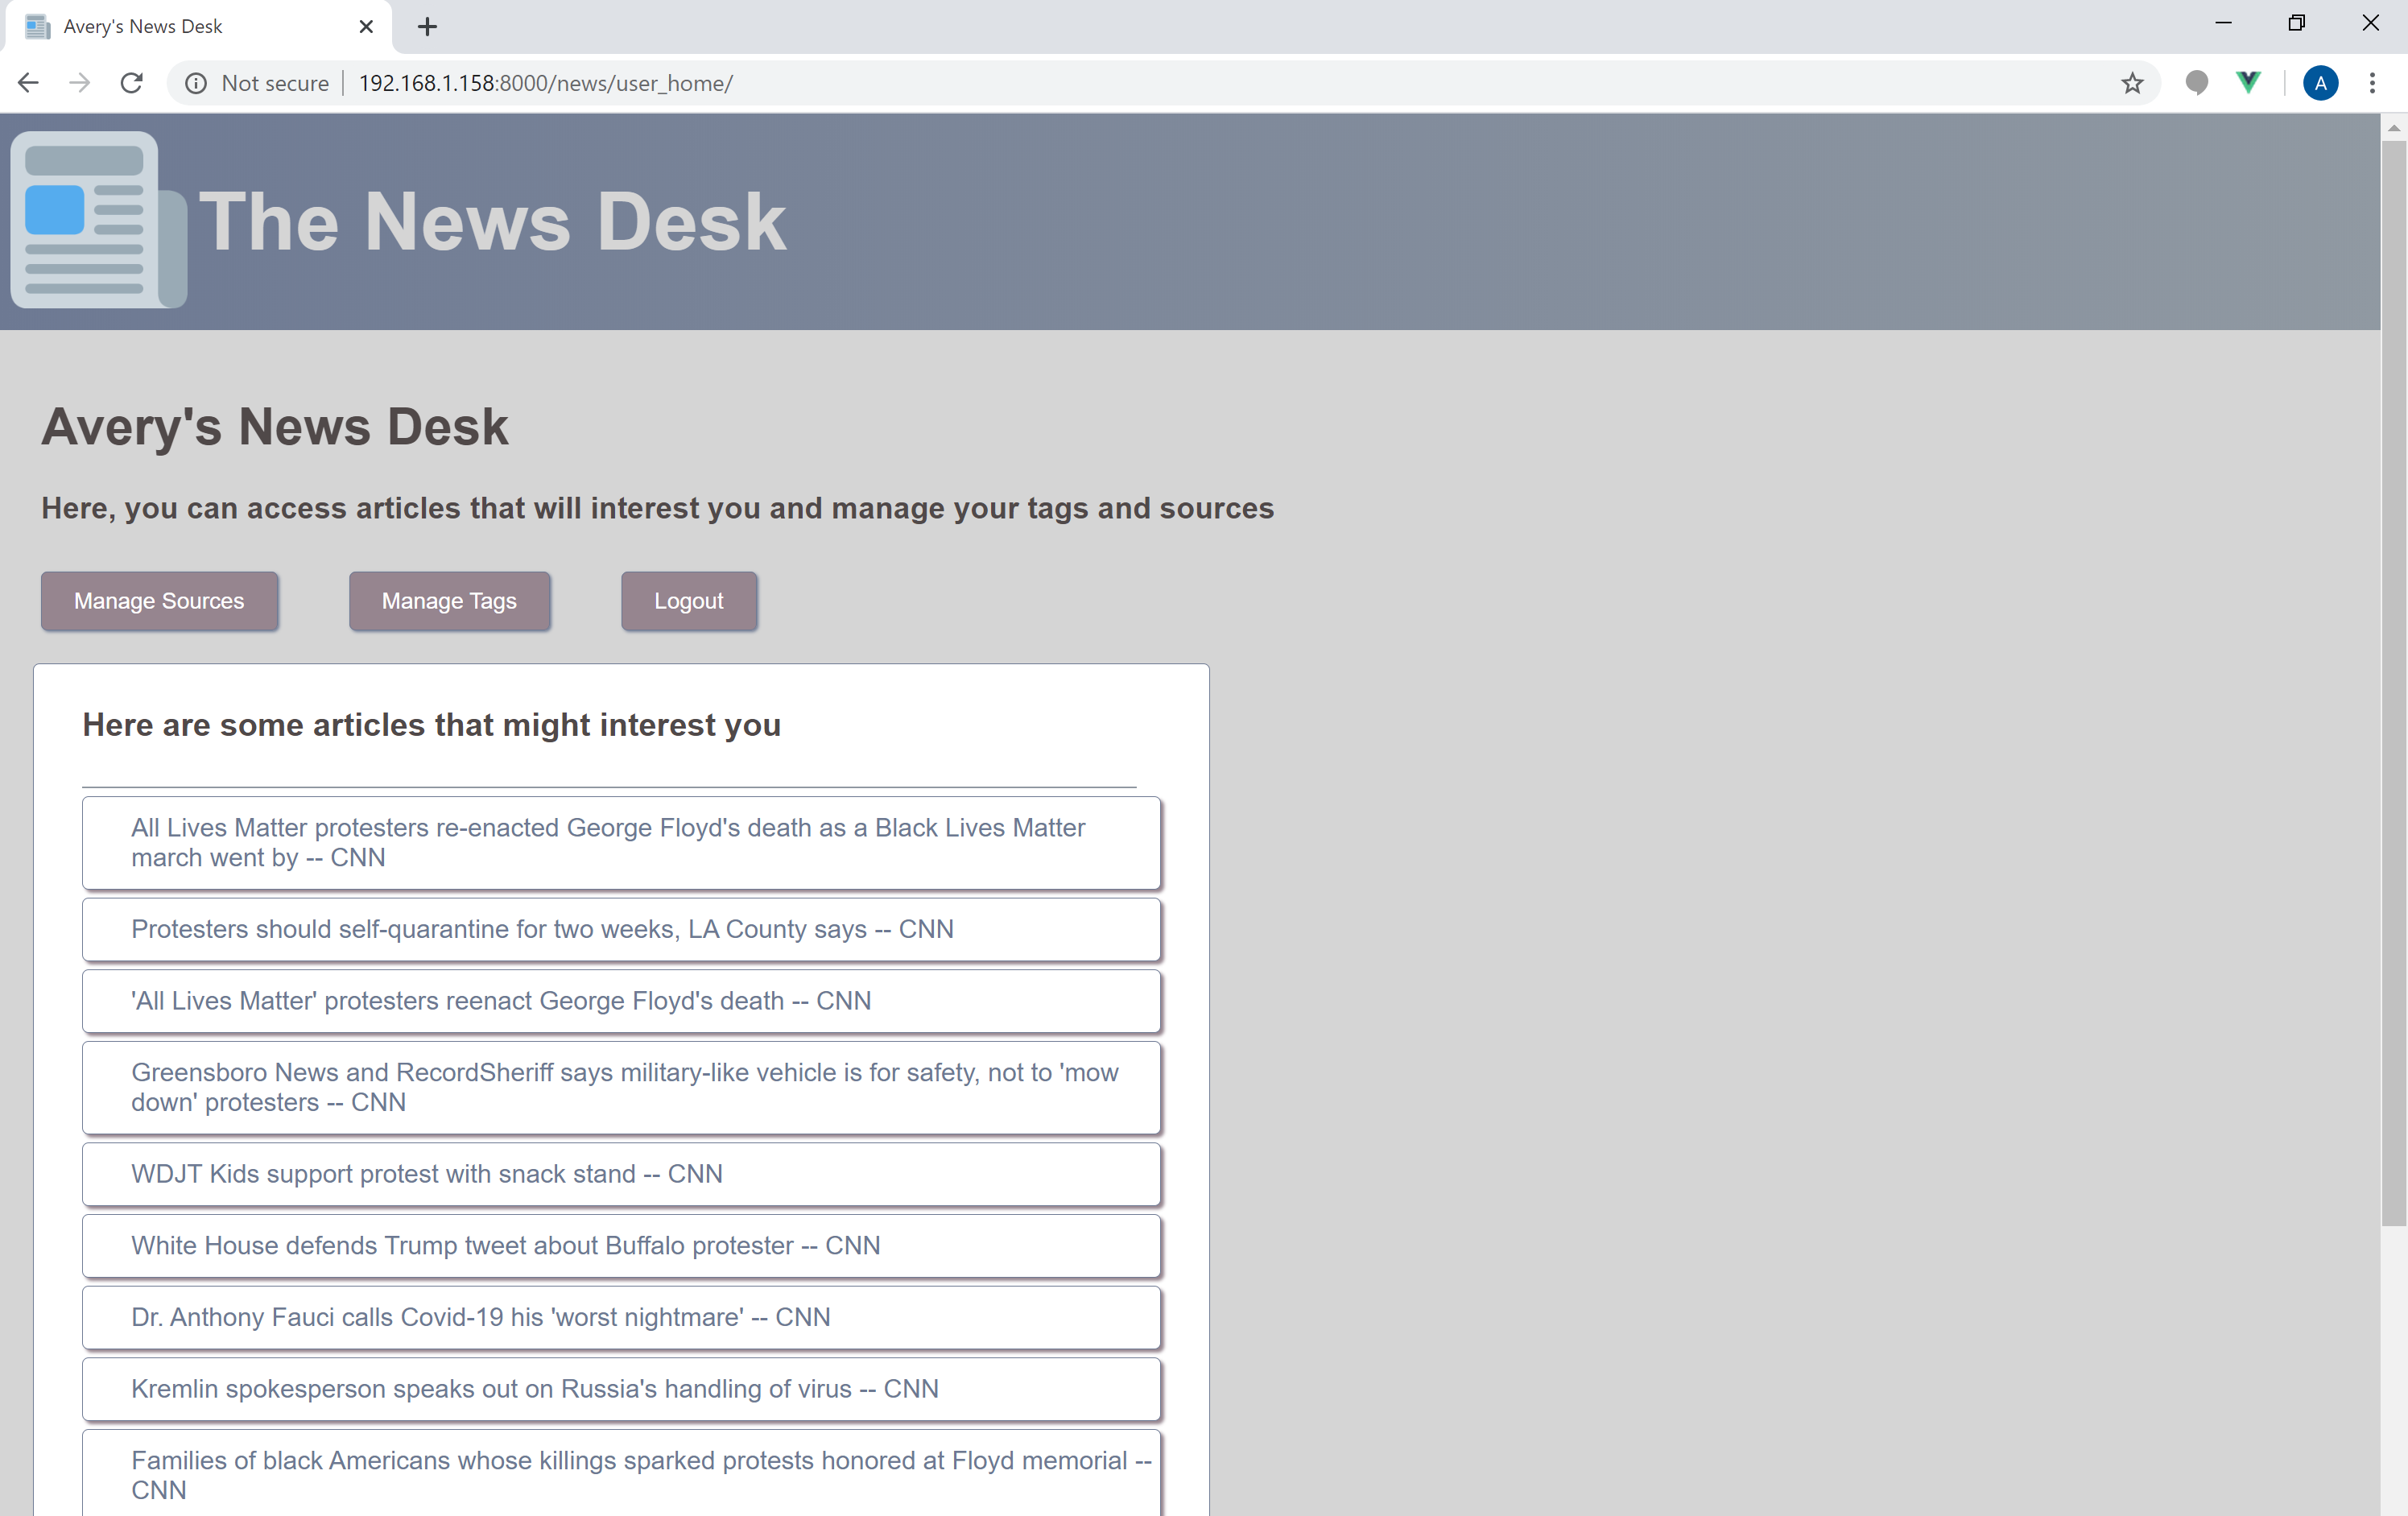 Avery's News Desk
Not secure
192.168.1.158:8000/news/user_home/
A
The News Desk
Avery's News Desk
Here, you can access articles that will interest you and manage your tags and sources
Manage Sources
Manage Tags
Logout
Here are some articles that might interest you
All Lives Matter protesters re-enacted George Floyd's death as a Black Lives Matter
march went by -- CNN
Protesters should self-quarantine for two weeks, LA County says -- CNN
'All Lives Matter' protesters reenact George Floyd's death -- CNN
Greensboro News and RecordSheriff says military-like vehicle is for safety, not to 'mow
down' protesters -- CNN
WDJT Kids support protest with snack stand -- CNN
White House defends Trump tweet about Buffalo protester -- CNN
Dr. Anthony Fauci calls Covid-19 his 'worst nightmare' -- CNN
Kremlin spokesperson speaks out on Russia's handling of virus -- CNN
Families of black Americans whose killings sparked protests honored at Floyd memorial --
CNN